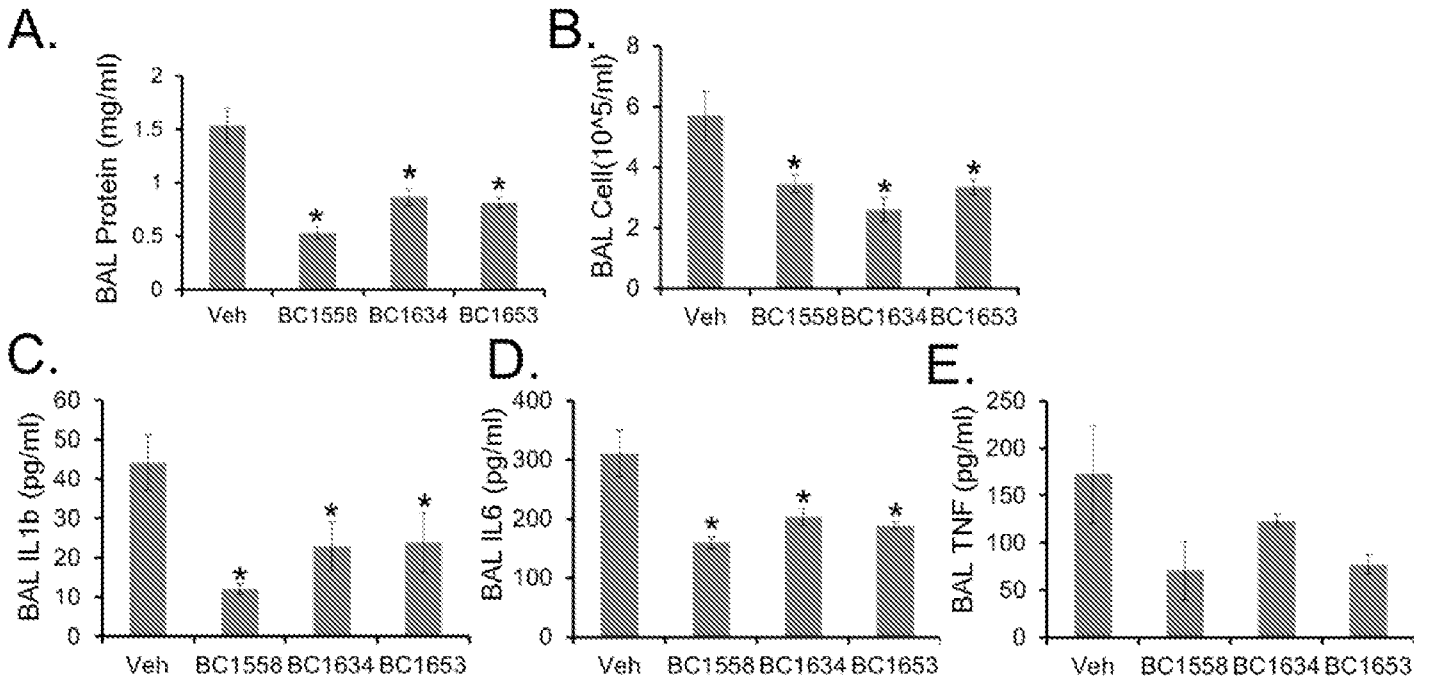 A.
BAL Protein (mg/ml)
2
1.5
1
0.5
0
*
*
*
Veh BC1558 BC1634 BC1653
B.
BAL Cell(10^5/ml)
8
6
4
2
0
*
*
*
Veh BC1558 BC1634 BC1653
C.
BAL IL1b (pg/ml)
60
50
40
30
20
10
0
*
*
*
Veh BC1558 BC1634 BC1653
D.
BAL IL6 (pg/ml)
400
300
200
100
0
*
*
*
Veh BC1558 BC1634 BC1653
E.
BAL TNF (pg/ml)
250
200
150
100
50
0
Veh BC1558 BC1634 BC1653